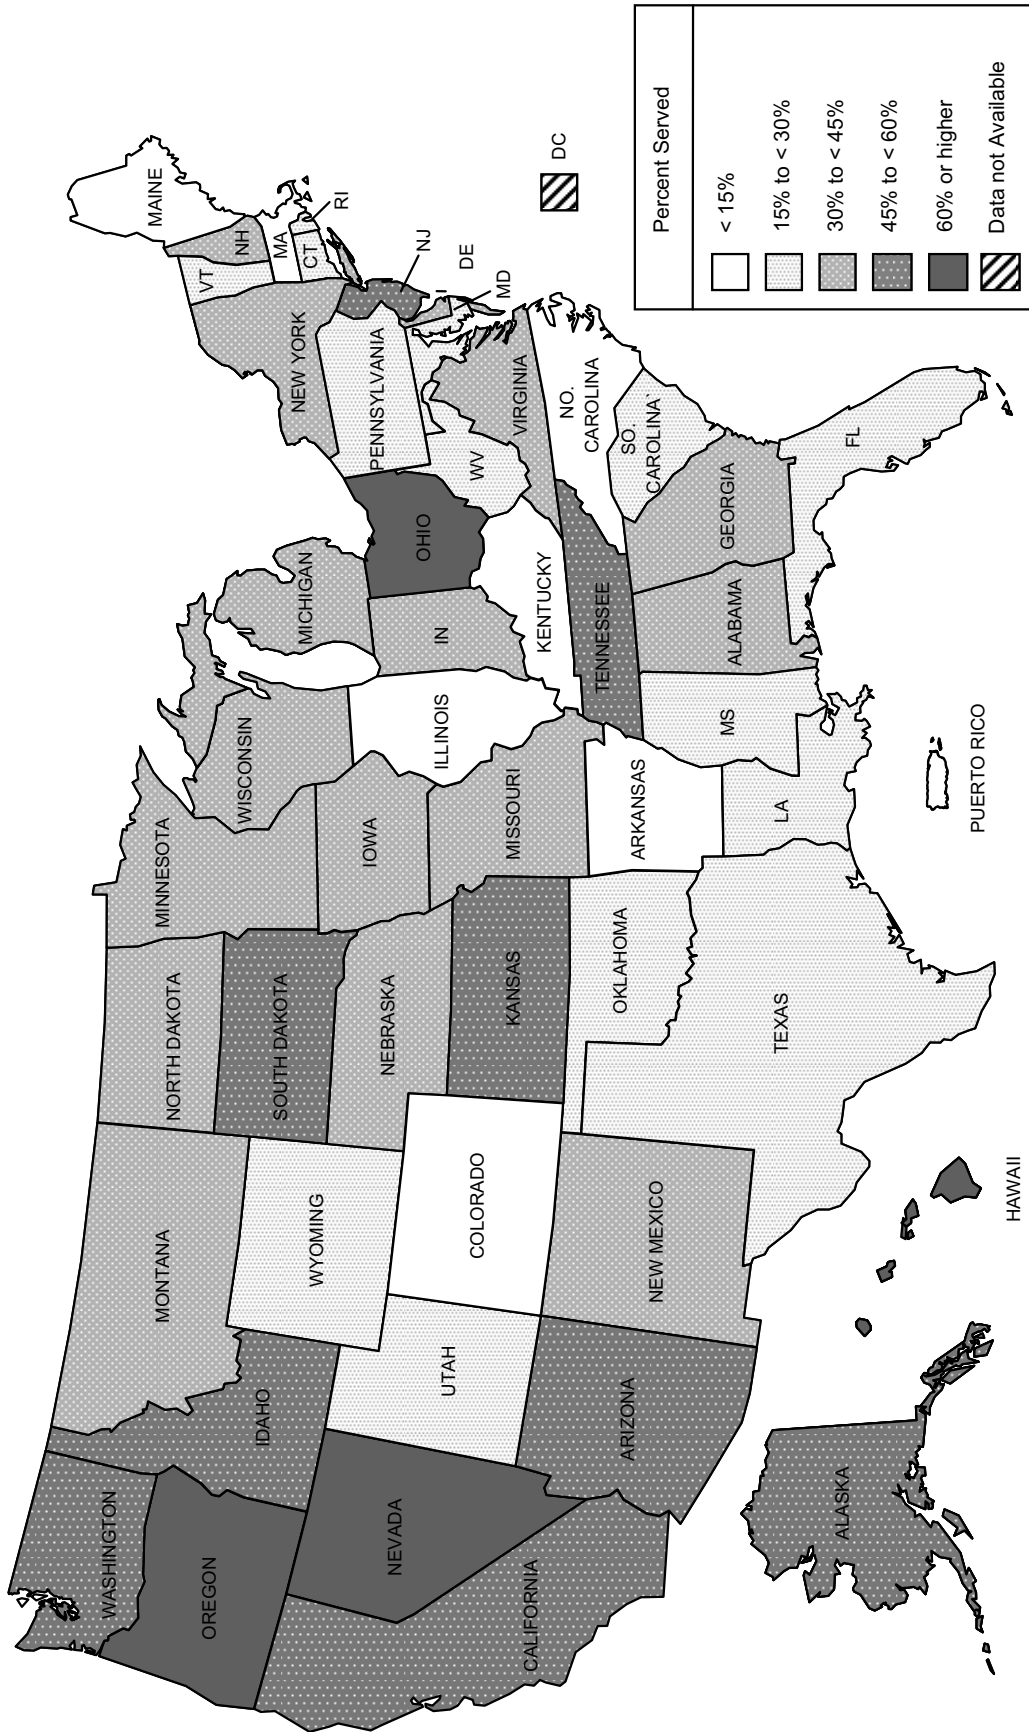 WASHINGTON
OREGON
CALIFORNIA
NEVADA
IDAHO
MONTANA
WYOMING
UTAH
ARIZONA
COLORADO
NEW MEXICO
NORTH DAKOTA
SOUTH DAKOTA
NEBRASKA
KANSAS
OKLAHOMA
TEXAS
MINNESOTA
IOWA
MISSOURI
ARKANSAS
LA
WISCONSIN
ILLINOIS
MICHIGAN
IN
OHIO
KENTUCKY
TENNESSEE
MS
ALABAMA
GEORGIA
FL
SO.
CAROLINA`
NO.
CAROLINA
VIRGINIA
WV
PENNSYLVANIA
NEW YORK
VT
NH
MAINE
MA
CT
RI
NJ
DE
MD
DC
ALASKA
HAWAII
PUERTO RICO
Percent Served
< 15%
15% to < 30%
30% to < 45%
45% to < 60%
60% or higher
Data not Available